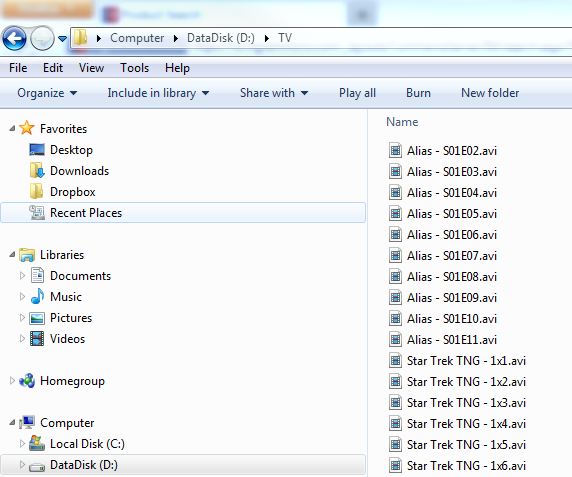 Product Search
Computer DataDisk (D:) TV
File Edit View Tools Help
Organize Include in library Share with Play all Burn New folder
Favorites
Desktop
Downloads
Dropbox
Recent Places
Libraries
Documents
Music
Pictures
Videos
Homegroup
Computer
Local Disk (C:)
DataDisk (D:)
Name
Alias - S01E02.avi
Alias - S01E03.avi
Alias - S01E04.avi
Alias - S01E05.avi
Alias - S01E06.avi
Alias - S01E07.avi
Alias - S01E08.avi
Alias - S01E09.avi
Alias - S01E10.avi
Alias - S01E11.avi
Star Trek TNG - 1x1.avi
Star Trek TNG - 1x2.avi
Star Trek TNG - 1x3.avi
Star Trek TNG - 1x4.avi
Star Trek TNG - 1x5.avi
Star Trek TNG - 1x6.avi